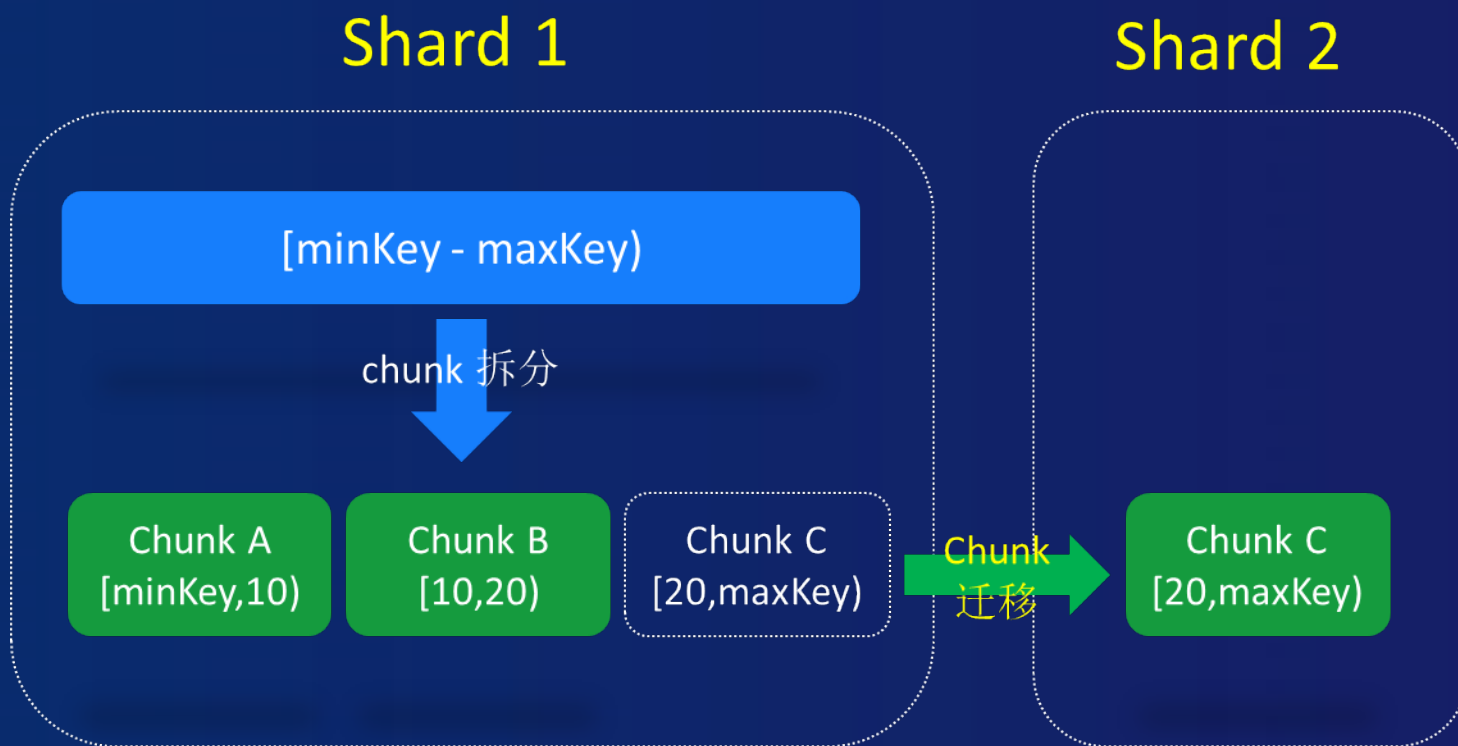 Shard 1
Shard 2
[minKey - maxKey)
chunk 拆分
Chunk A
[minKey,10)
Chunk B
[10,20)
Chunk C
[20,maxKey)
Chunk
迁移
Chunk C
[20,maxKey)